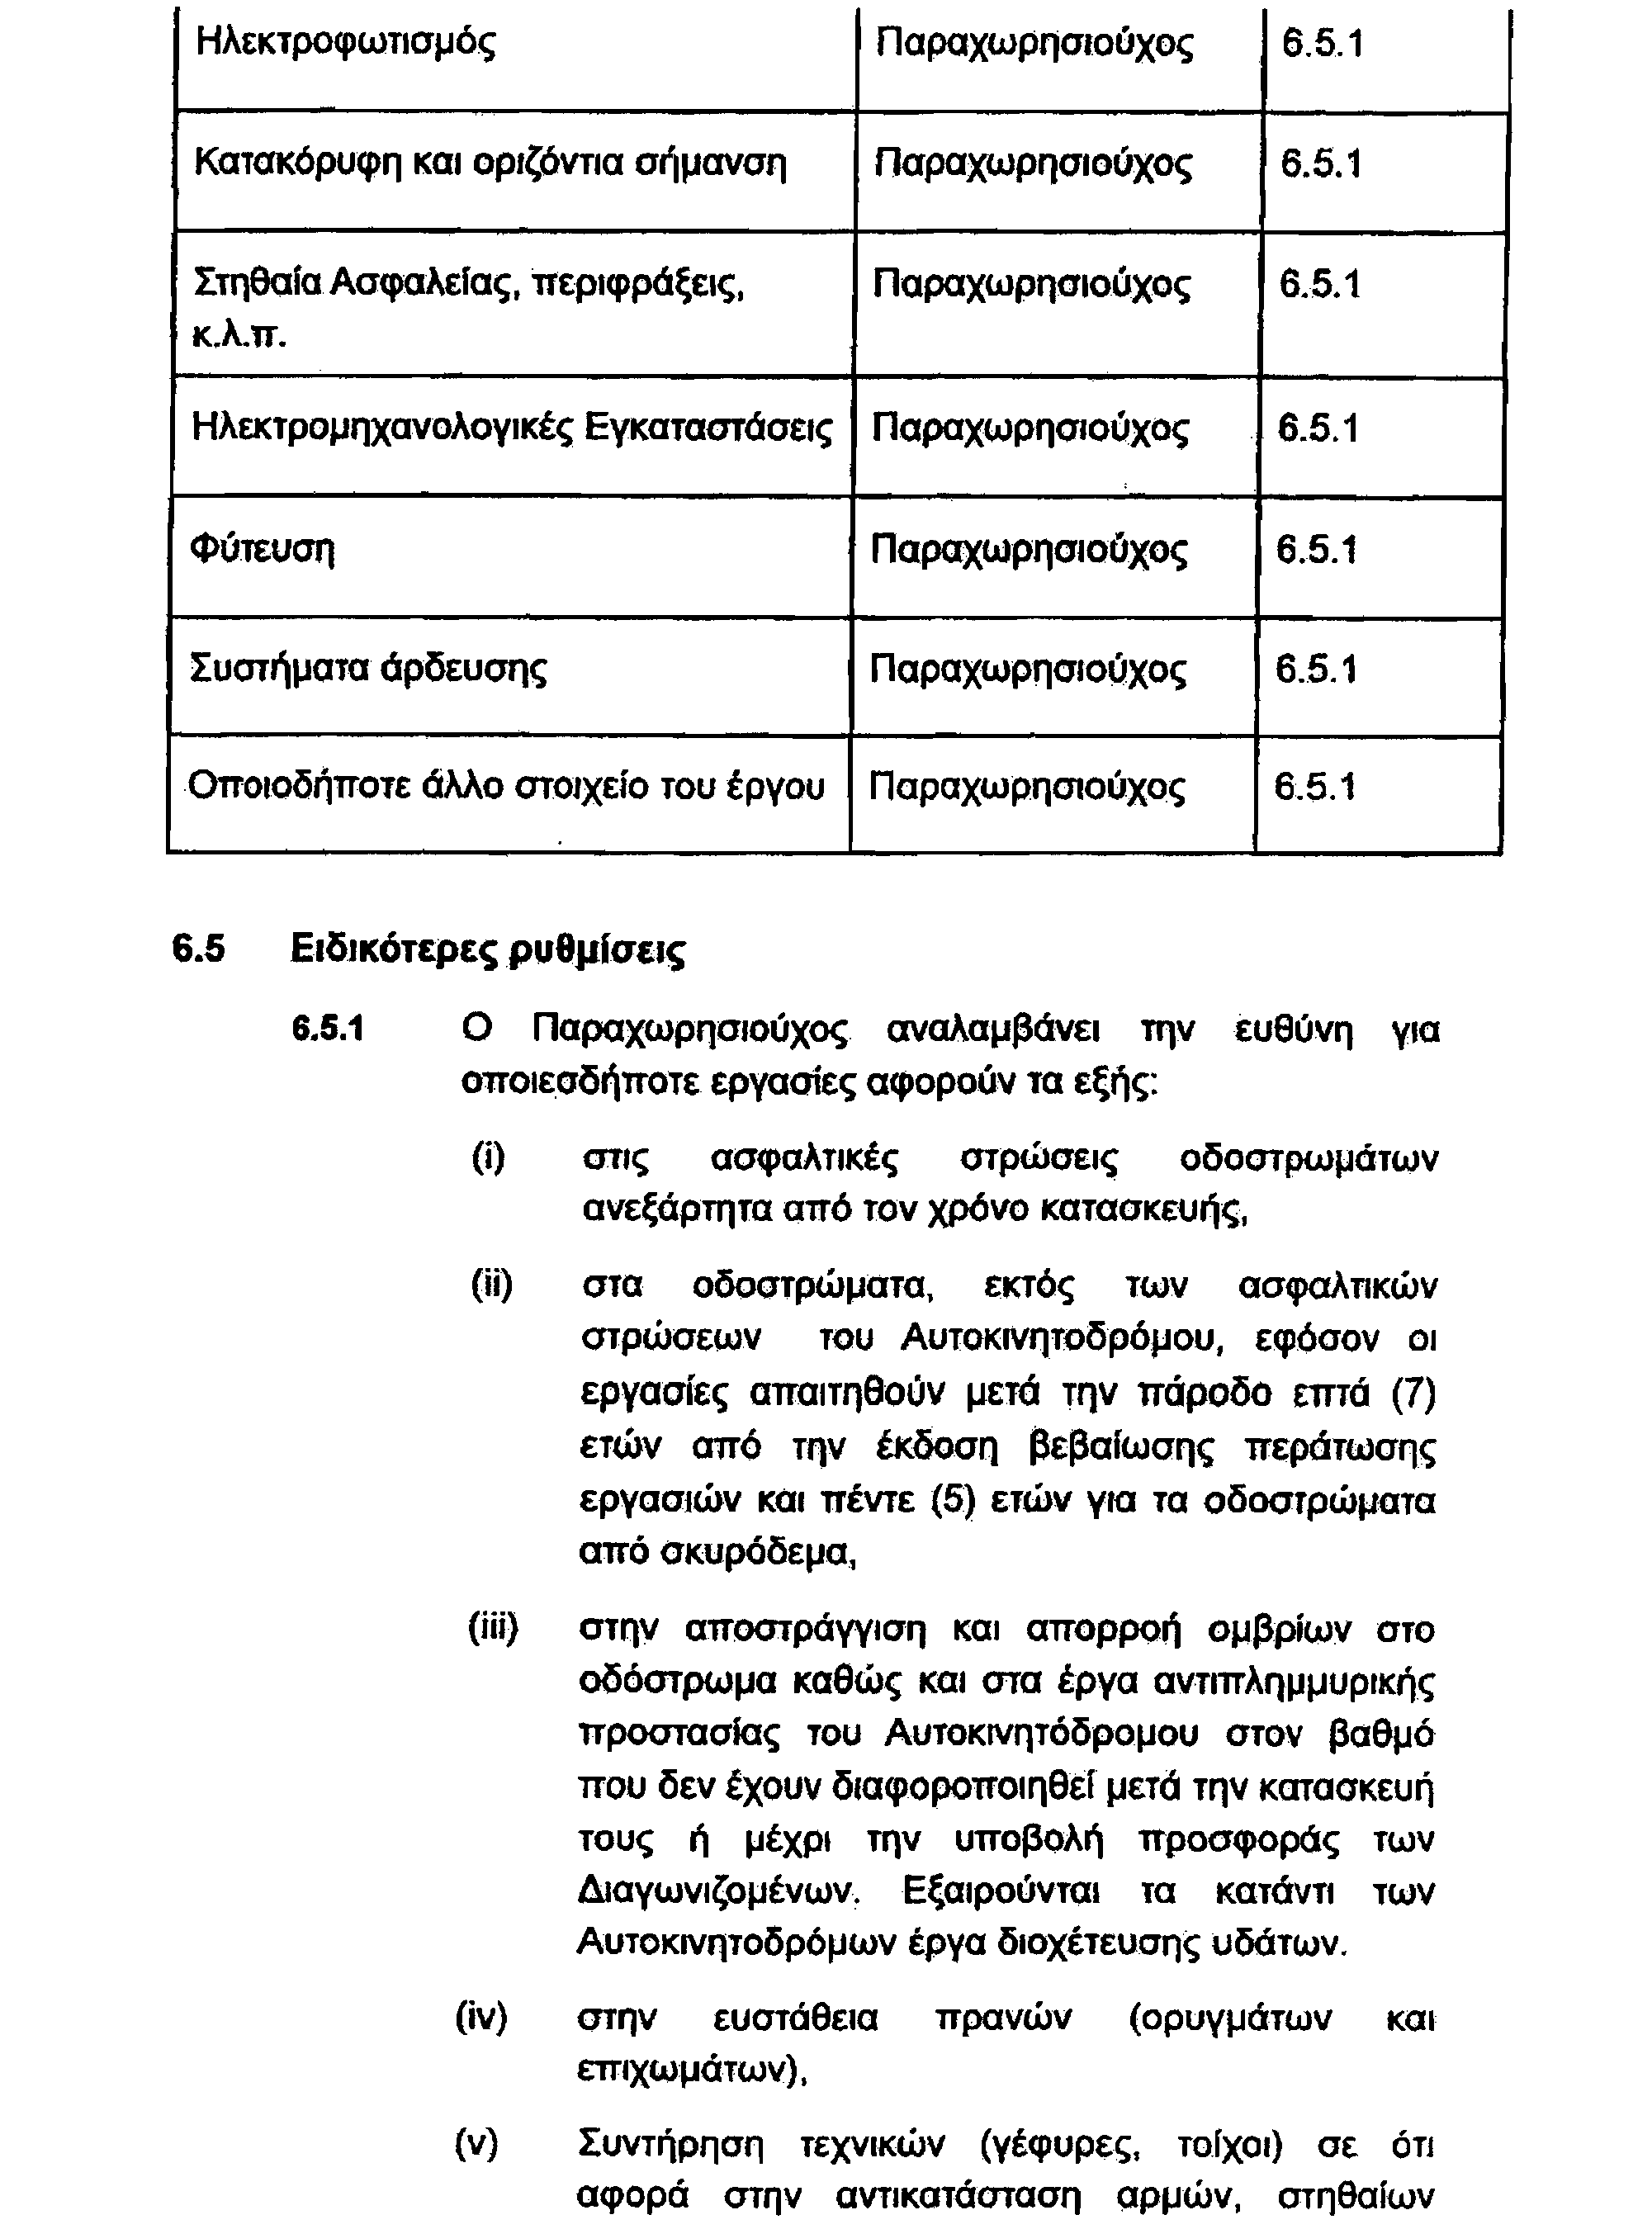 Ηλεκτροφωτισμός Παραχωρησιούχος 6.5.1
Κατακόρυφη και οριζόντια σήμανση Παραχωρησιούχος 6.5.1
Στηθαία Ασφαλείας, περιφράξεις, Παραχωρησιούχος 6.5.1
κ.λ.π.
Ηλεκτρομηχανολογικές Εγκαταστάσεις Παραχωρησιούχος 6.5.1
Φύτευση Παραχωρησιούχος 6.5.1
Συστήματα άρδευσης Παραχωρησιούχος 6.5.1
Οποιοδήποτε άλλο στοιχείο του έργου Παραχωρησιούχος 6.5.1
6.5 Ειδικότερες ρυθμίσεις
6.5.1 Ο Παραχωρησιούχος αναλαμβάνει την ευθύνη για
οποιεσδήποτε εργασίες αφορούν τα εξής:
(i) στις ασφαλτικές στρώσεις οδοστρωμάτων
ανεξάρτητα από τον χρόνο κατασκευής,
(ii) στα οδοστρώματα, εκτός των ασφαλτικών
στρώσεων του Αυτοκινητοδρόμου, εφόσον οι
εργασίες απαιτηθούν μετά την πάροδο επτά (7)
ετών από την έκδοση βεβαίωσης περάτωσης
εργασιών και πέντε (5) ετών για τα οδοστρώματα
από σκυρόδεμα,
(iii) στην αποστράγγιση και απορροή ομβρίων στο
οδόστρωμα καθώς και στα έργα αντιπλημμυρικής
προστασίας του Αυτοκινητόδρομου στον βαθμό
που δεν έχουν διαφοροποιηθεί μετά την κατασκευή
τους ή μέχρι την υποβολή προσφοράς των
Διαγωνιζομένων. Εξαιρούνται τα κατάντι των
Αυτοκινητοδρόμων έργα διοχέτευσης υδάτων.
(iv) στην ευστάθεια πρανών (ορυγμάτων και
επιχωμάτων),
(v) Συντήρηση τεχνικών (γέφυρες, τοίχοι) σε ότι
αφορά στην αντικατάσταση αρμών, στηθαίων